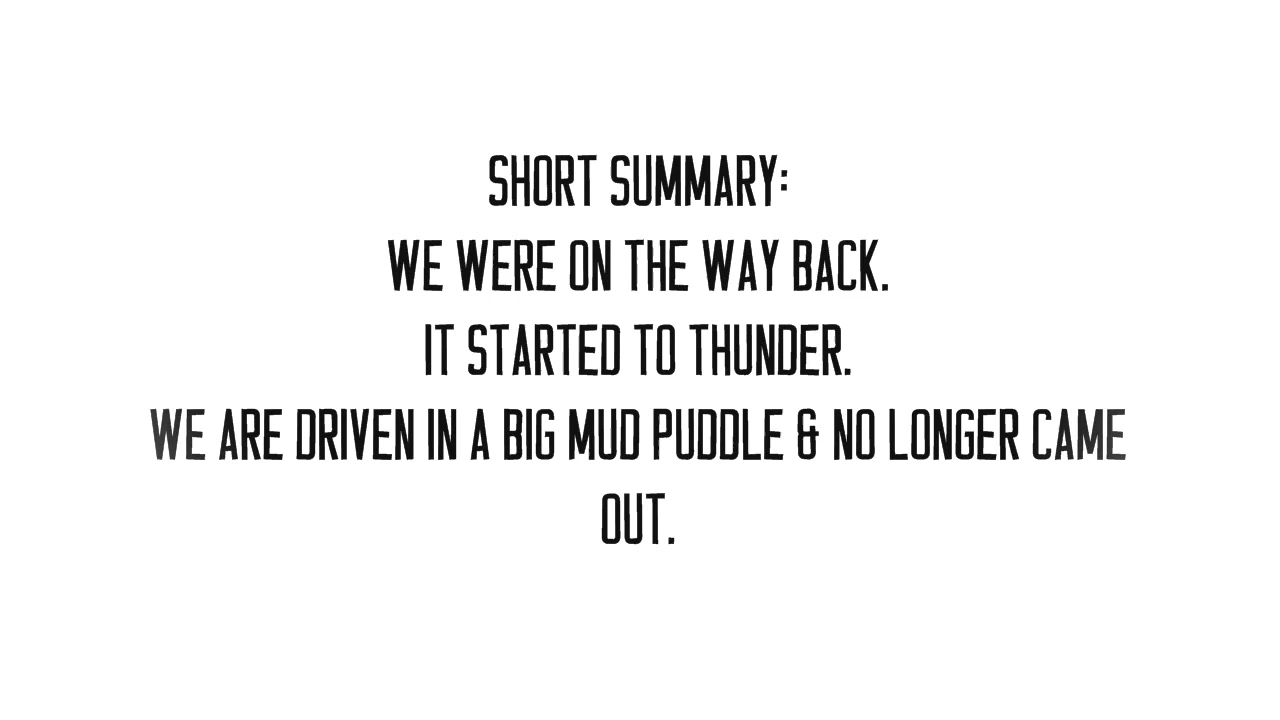 SHORT SUMMARY:
WE WERE ON THE WAY BACK.
IT STARTED TO THUNDER.
WE ARE DRIVEN IN A BIG MUD PUDDLE & NO LONGER CAME
OUT.